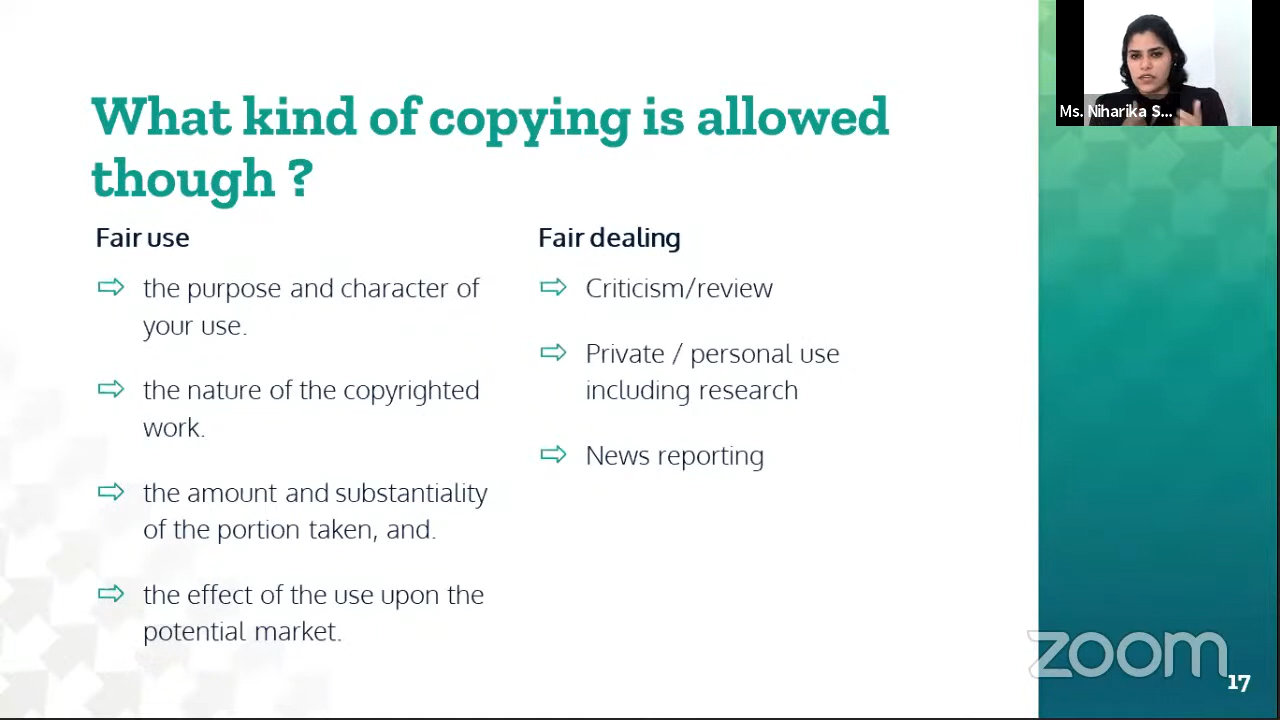 What kind of copying is allowed
though ?
Fair use
the purpose and character of
your use.
the nature of the copyrighted
work.
the amount and substantiality
of the portion taken, and.
the effect of the use upon the
potential market.
Fair dealing
Criticism/review
Private / personal use
including research
News reporting
Ms. Niharika S...
zoom
17